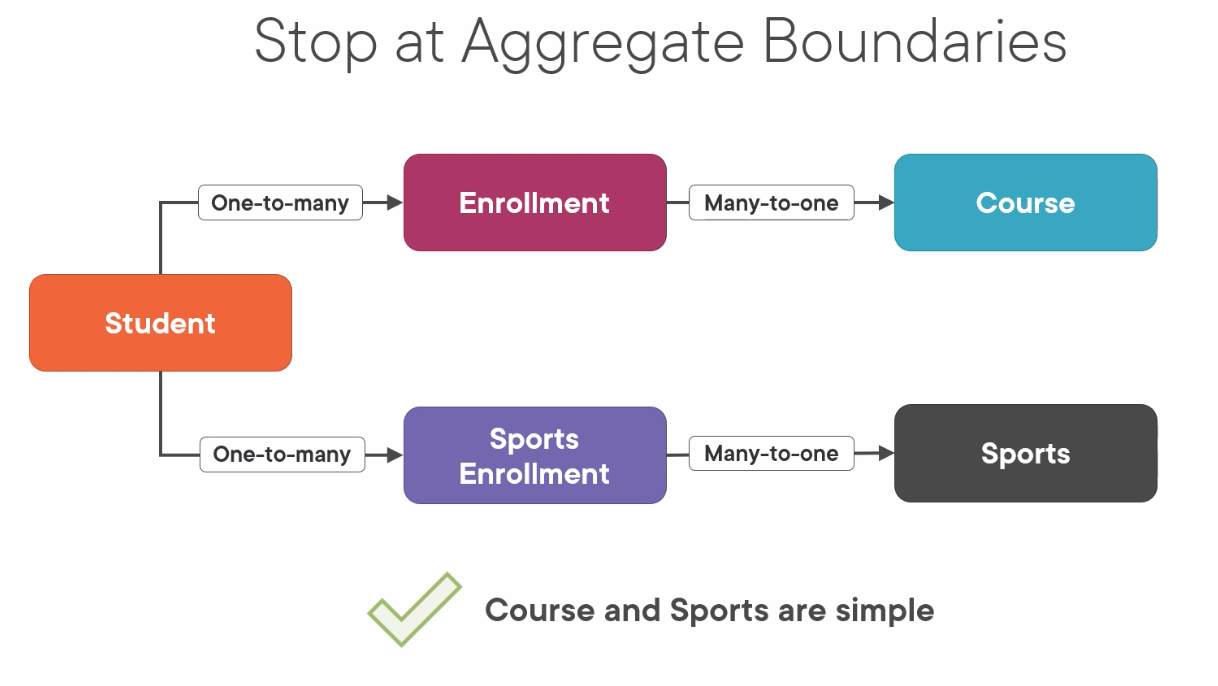 Stop at Aggregate Boundaries
One-to-many
Enrollment
Many-to-one
Course
Student
One-to-many
Sports
Enrollment
Many-to-one
Sports
Course and Sports are simple